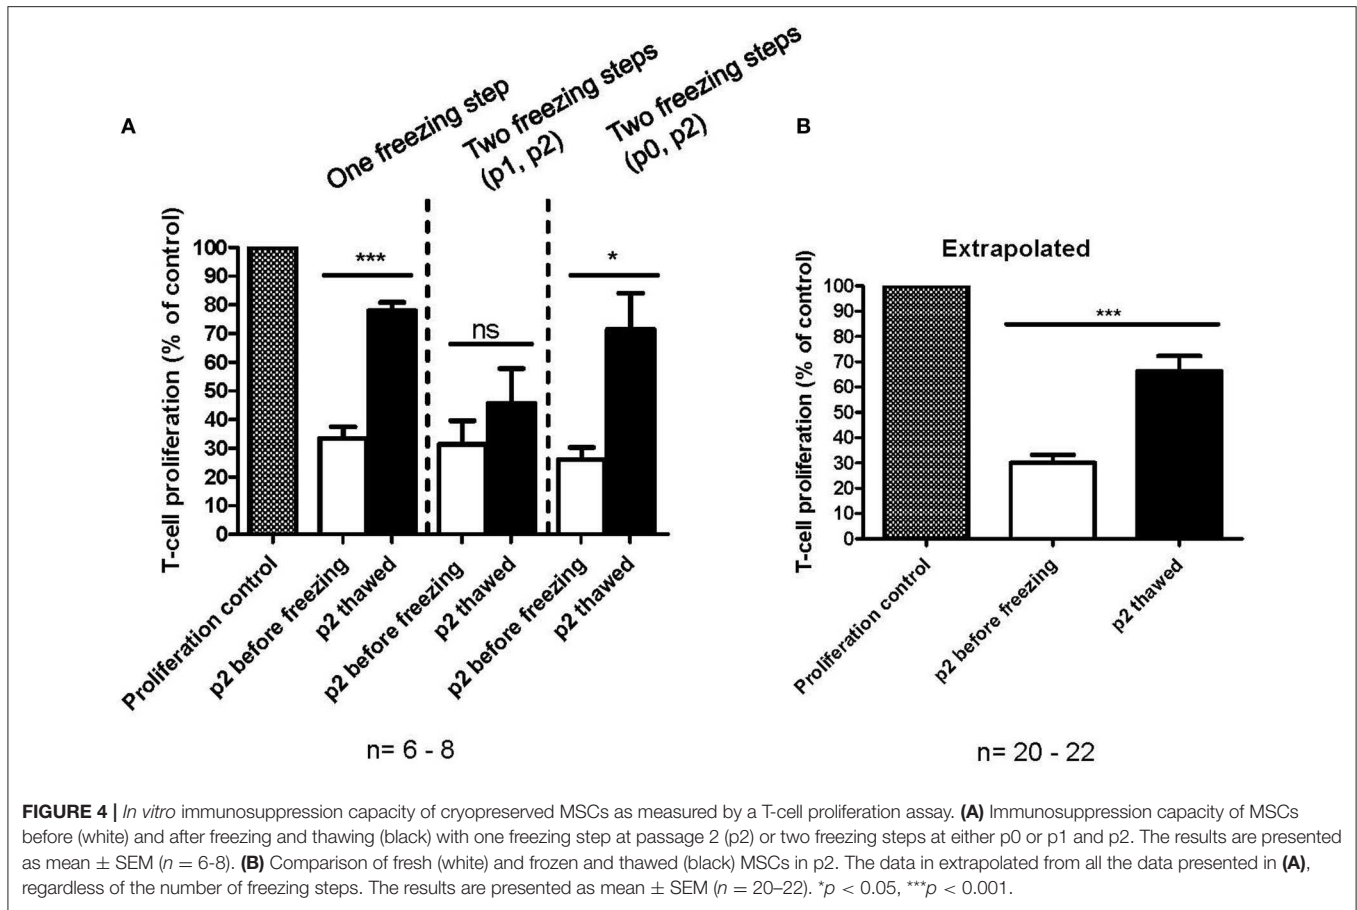 A
One freezing step
Two freezing steps
(p1, p2)
Two freezing steps
(p0, p2)
T-cell proliferation (% of control)
100
90
80
70
60
50
40
30
20
10
0
***
ns
*
Proliferation control
p2 before freezing
p2 thawed
p2 before freezing
p2 thawed
p2 before freezing
p2 thawed
n= 6 - 8
B
Extrapolated
T-cell proliferation (% of control)
100
90
80
70
60
50
40
30
20
10
0
***
Proliferation control
p2 before freezing
p2 thawed
n= 20 - 22
FIGURE 4 | In vitro immunosuppression capacity of cryopreserved MSCs as measured by a T-cell proliferation assay. (A) Immunosuppression capacity of MSCs
before (white) and after freezing and thawing (black) with one freezing step at passage 2 (p2) or two freezing steps at either p0 or p1 and p2. The results are presented
as mean ± SEM (n = 6-8). (B) Comparison of fresh (white) and frozen and thawed (black) MSCs in p2. The data in extrapolated from all the data presented in (A),
regardless of the number of freezing steps. The results are presented as mean ± SEM (n = 20–22). *p < 0.05, ***p < 0.001.